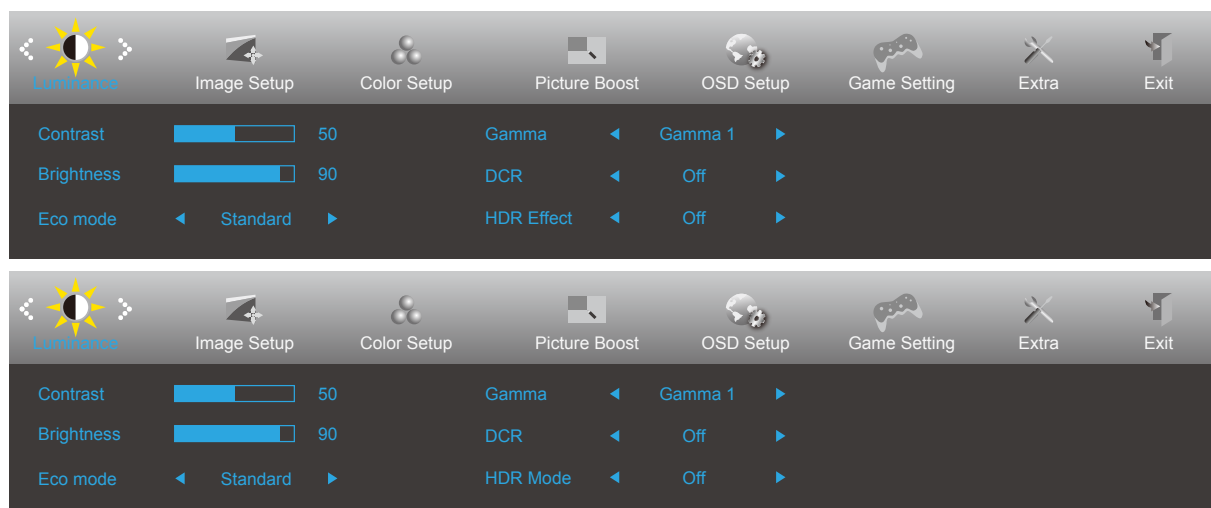 Luminance Image Setup Color Setup Picture Boost OSD Setup Game Setting Extra Exit
Contrast 50 Gamma Gamma 1
Brightness 90 DCR Off
Eco mode Standard HDR Effect Off
Luminance Image Setup Color Setup Picture Boost OSD Setup Game Setting Extra Exit
Contrast 50 Gamma Gamma 1
Brightness 90 DCR Off
Eco mode Standard HDR Mode Off